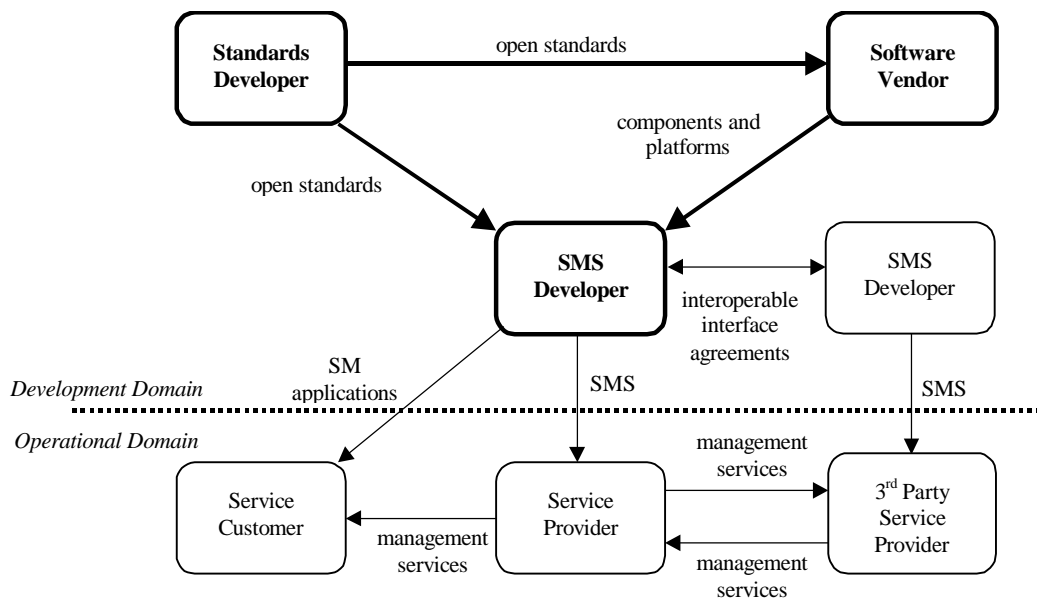 Standards
Developer
open standards
Software
Vendor
components and
platforms
open standards
SMS
Developer
SMS
Developer
interoperable
interface
agreements
SM
applications
SMS
SMS
Development Domain
Operational Domain
management
services
Service
Customer
Service
Provider
3rd Party
Service
Provider
management
services
management
services